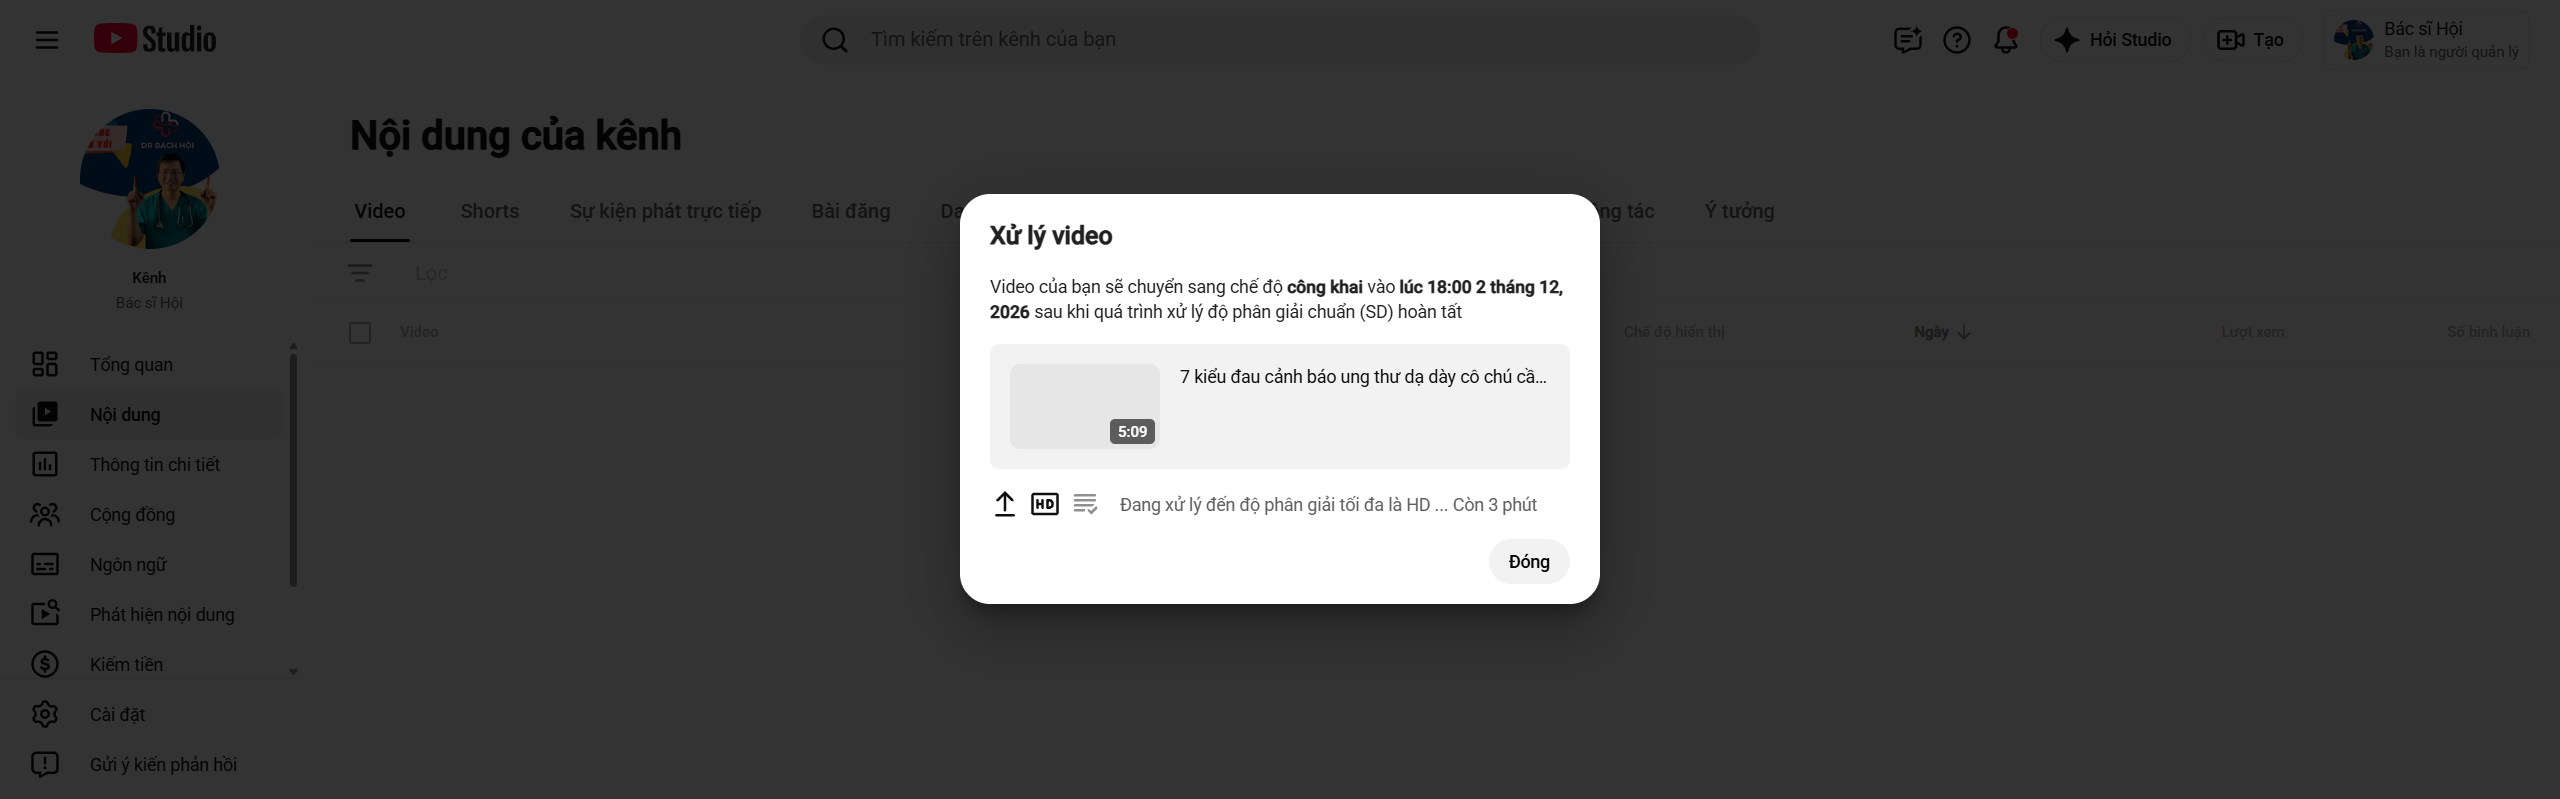 Studio
Tìm kiếm trên kênh của bạn
Hỏi Studio
Tạo
Bác sĩ Hội
Bạn là người quản lý
DR BÁCH HỘI
Kênh
Bác sĩ Hội
Tổng quan
Nội dung
Thông tin chi tiết
Cộng đồng
Ngôn ngữ
Phát hiện nội dung
Kiếm tiền
Cài đặt
Gửi ý kiến phản hồi
Nội dung của kênh
Video
Shorts
Sự kiện phát trực tiếp
Bài đăng
tác
Ý tưởng
Lọc
Video
Chế độ hiển thị
Ngày
Lượt xem
Số bình luận
Xử lý video
Video của bạn sẽ chuyển sang chế độ công khai vào lúc 18:00 2 tháng 12,
2026 sau khi quá trình xử lý độ phân giải chuẩn (SD) hoàn tất
5:09
7 kiểu đau cảnh báo ung thư dạ dày cô chú cầ...
HD
Đang xử lý đến độ phân giải tối đa là HD ... Còn 3 phút
Đóng